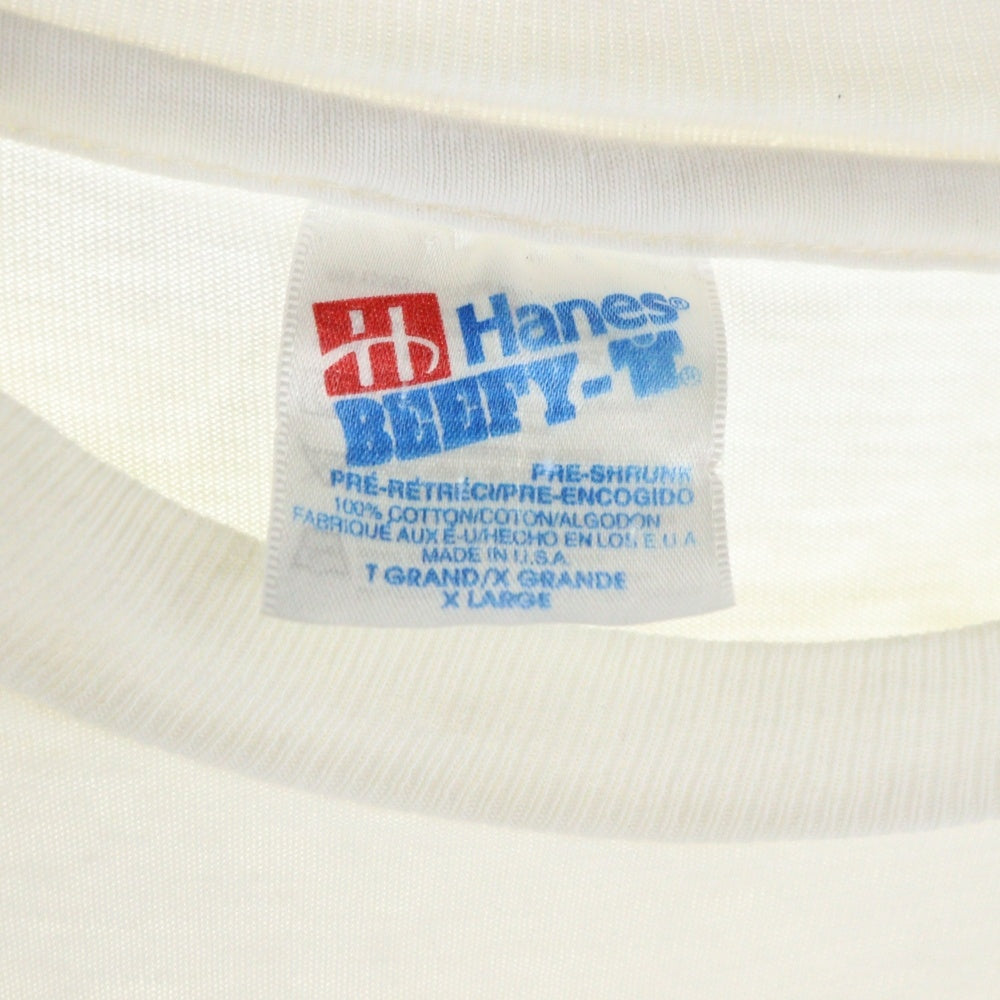 H Hanes®
BEEFY-T®
PRE-SHRUNK
PRÉ-RÉTRÉCI/PRE-ENCOGIDO
100% COTTON/COTON/ALGODON
FABRIQUÉ AUX É-U/HECHO EN LOS E.U.A
MADE IN U.S.A.
T GRAND/X GRANDE
X LARGE